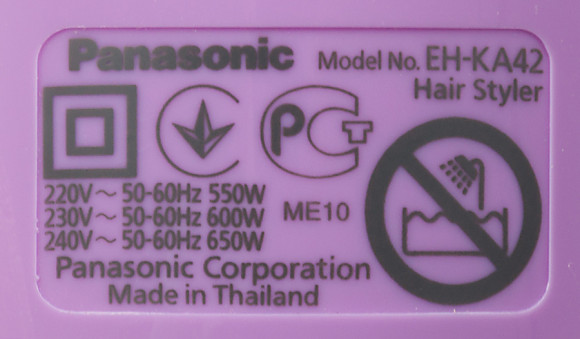 Panasonic Model No. EH-KA42
Hair Styler
PCT
220V~ 50-60Hz 550W
230V~ 50-60Hz 600W ME10
240V~ 50-60Hz 650W
Panasonic Corporation
Made in Thailand